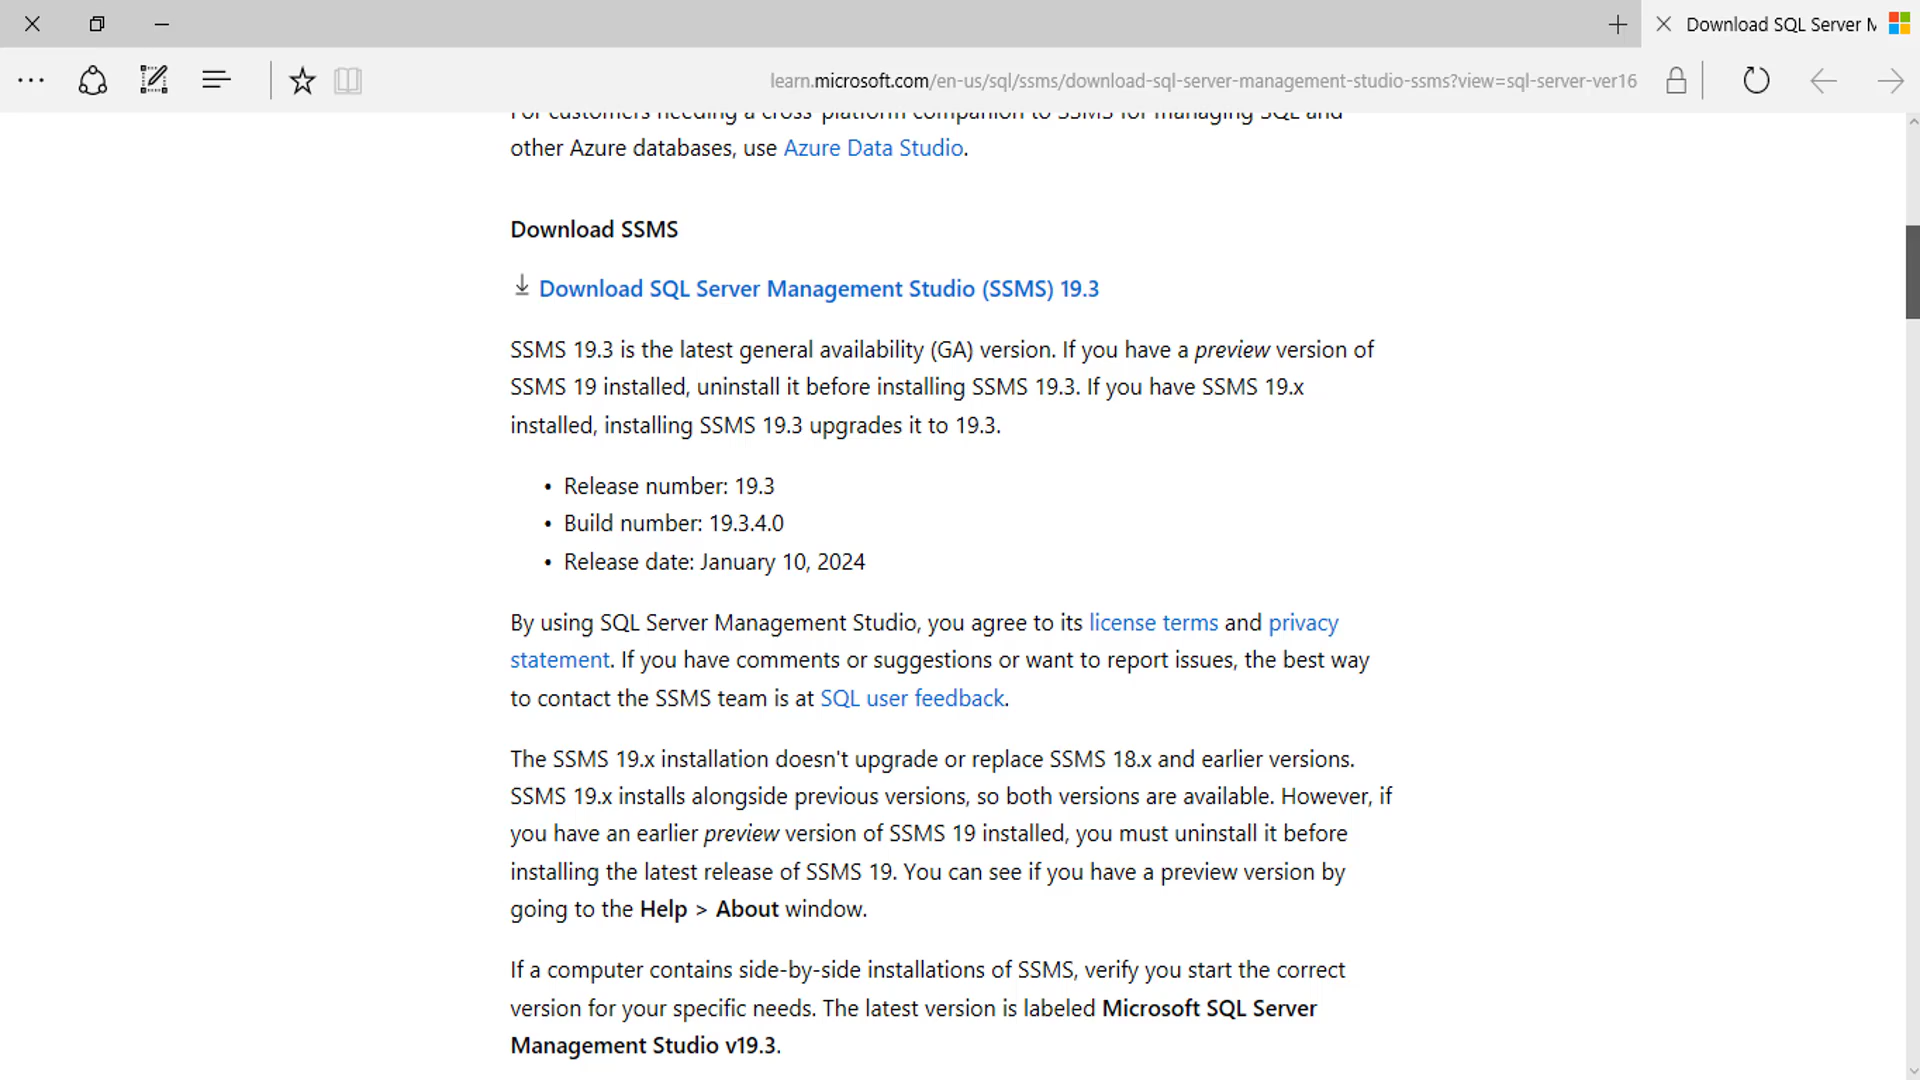 Download SQL Server M
learn.microsoft.com/en-us/sql/ssms/download-sql-server-management-studio-ssms?view=sql-server-ver16
For customers needing a cross-platform companion to SSMS for managing SQL and
other Azure databases, use Azure Data Studio.
Download SSMS
Download SQL Server Management Studio (SSMS) 19.3
SSMS 19.3 is the latest general availability (GA) version. If you have a preview version of
SSMS 19 installed, uninstall it before installing SSMS 19.3. If you have SSMS 19.x
installed, installing SSMS 19.3 upgrades it to 19.3.
• Release number: 19.3
• Build number: 19.3.4.0
• Release date: January 10, 2024
By using SQL Server Management Studio, you agree to its license terms and privacy
statement. If you have comments or suggestions or want to report issues, the best way
to contact the SSMS team is at SQL user feedback.
The SSMS 19.x installation doesn't upgrade or replace SSMS 18.x and earlier versions.
SSMS 19.x installs alongside previous versions, so both versions are available. However, if
you have an earlier preview version of SSMS 19 installed, you must uninstall it before
installing the latest release of SSMS 19. You can see if you have a preview version by
going to the Help > About window.
If a computer contains side-by-side installations of SSMS, verify you start the correct
version for your specific needs. The latest version is labeled Microsoft SQL Server
Management Studio v19.3.